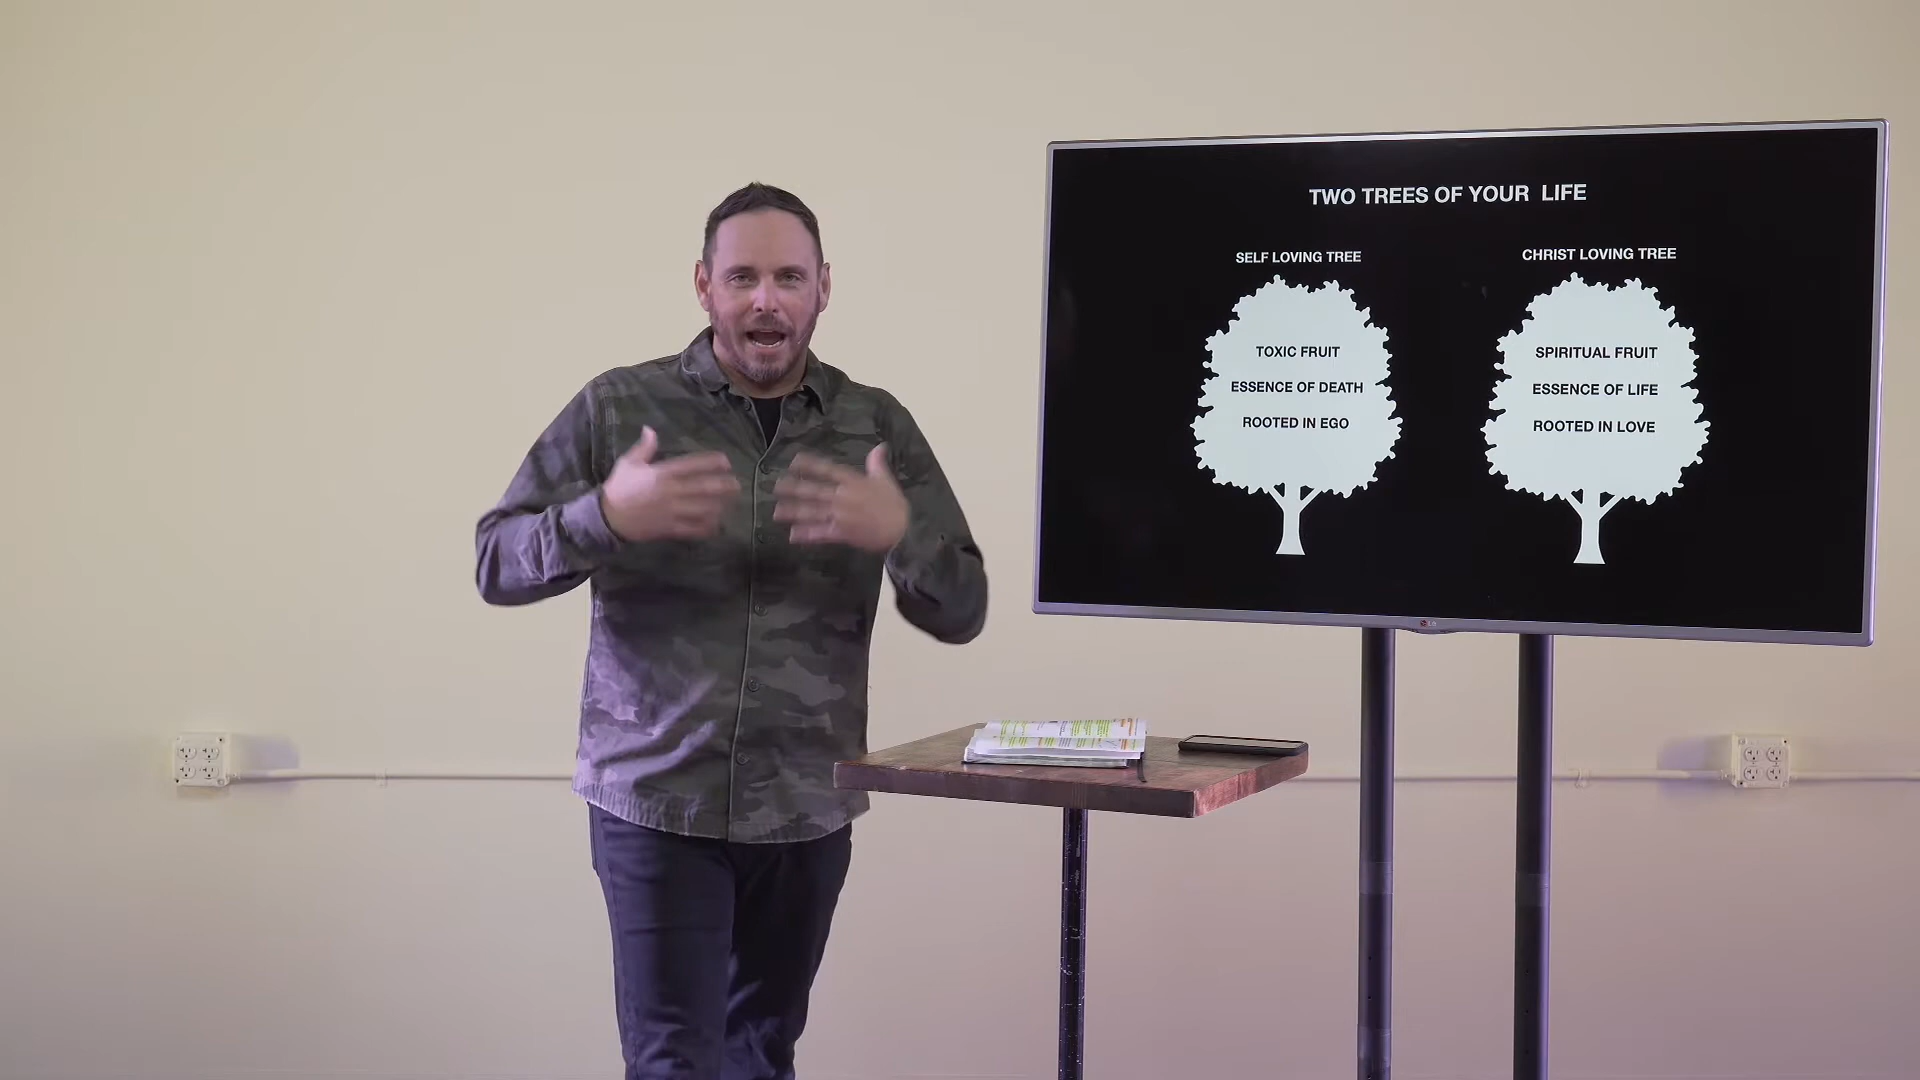 TWO TREES OF YOUR LIFE
SELF LOVING TREE
TOXIC FRUIT
ESSENCE OF DEATH
ROOTED IN EGO
CHRIST LOVING TREE
SPIRITUAL FRUIT
ESSENCE OF LIFE
ROOTED IN LOVE
LG